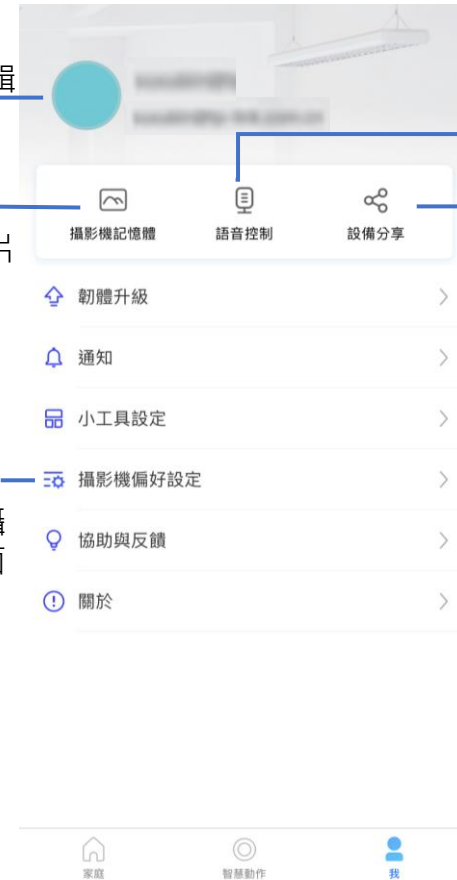 輯
攝影機記憶體
語音控制
設備分享
片
韌體升級
通知
小工具設定
攝影機偏好設定
協助與反饋
關於
家庭
智慧動作
我